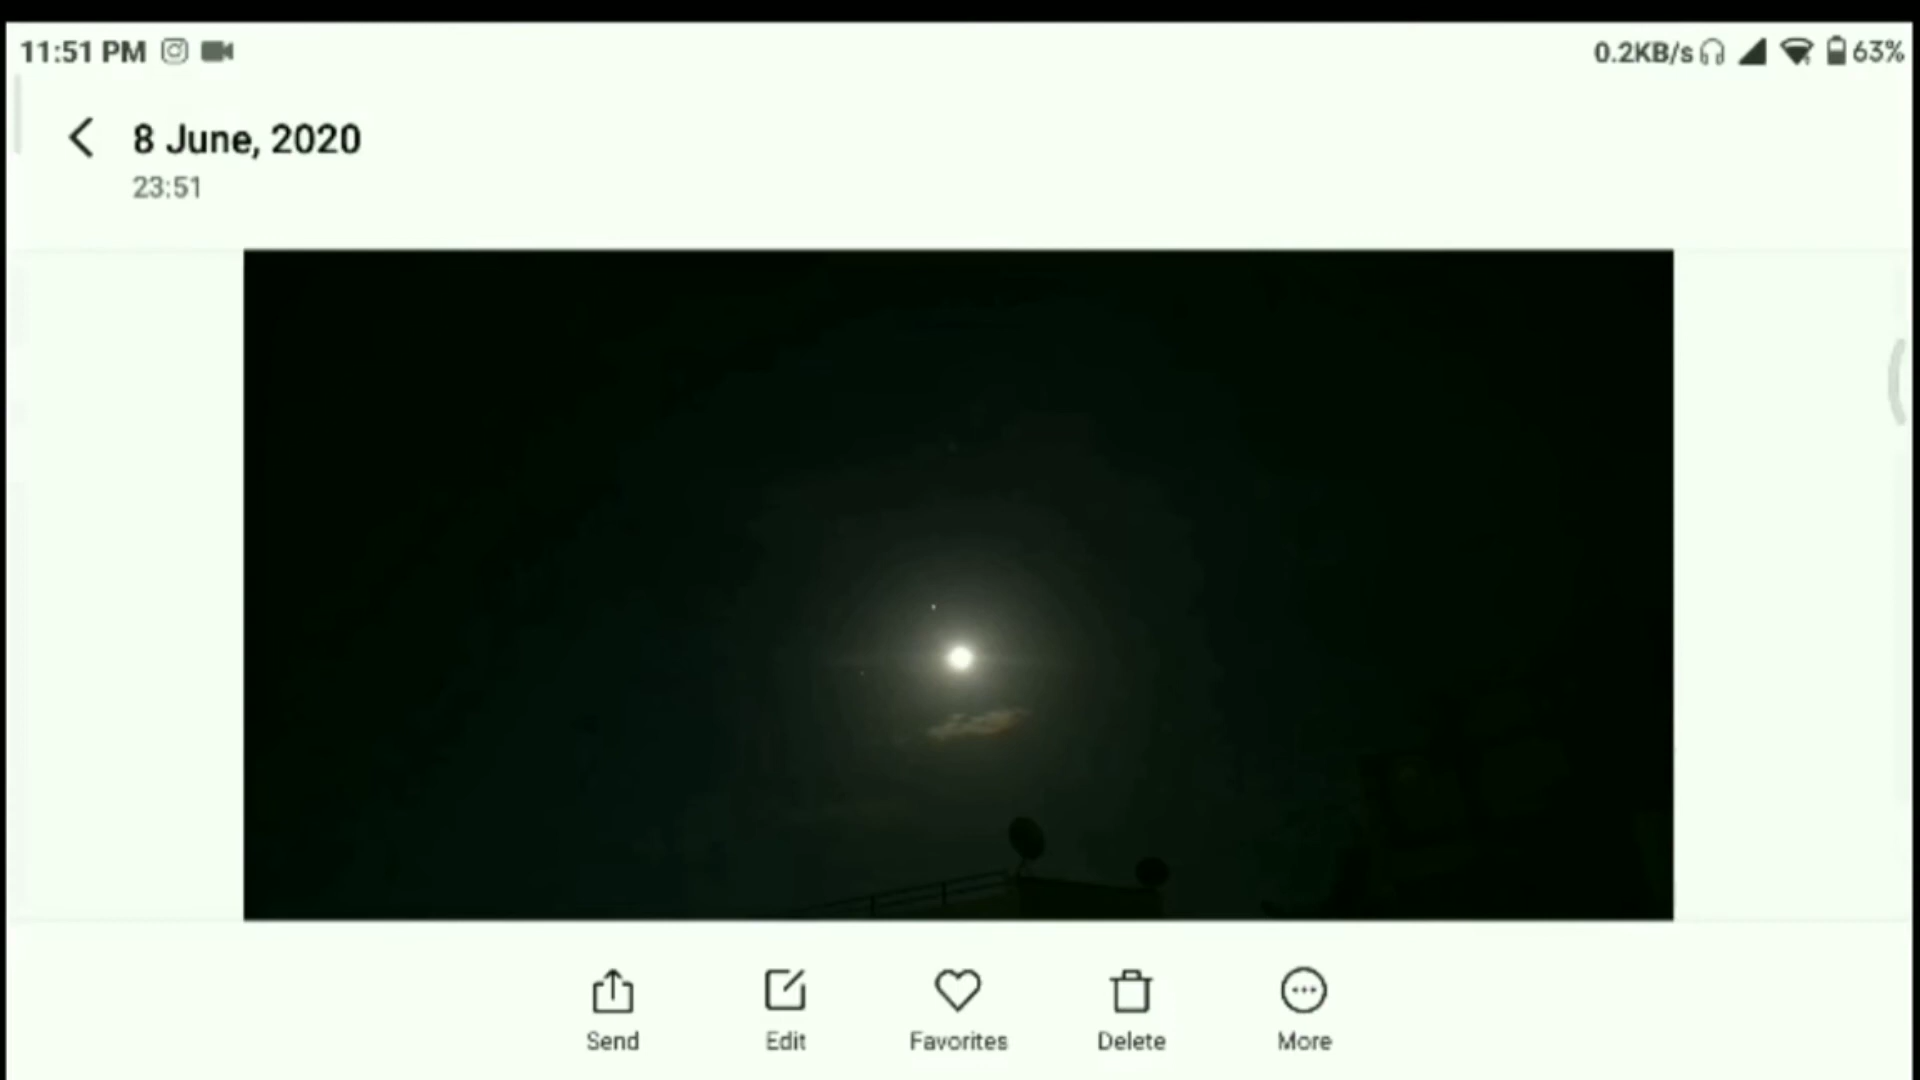 11:51 PM 0.2KB/s 63%
8 June, 2020
23:51
Send Edit Favorites Delete More